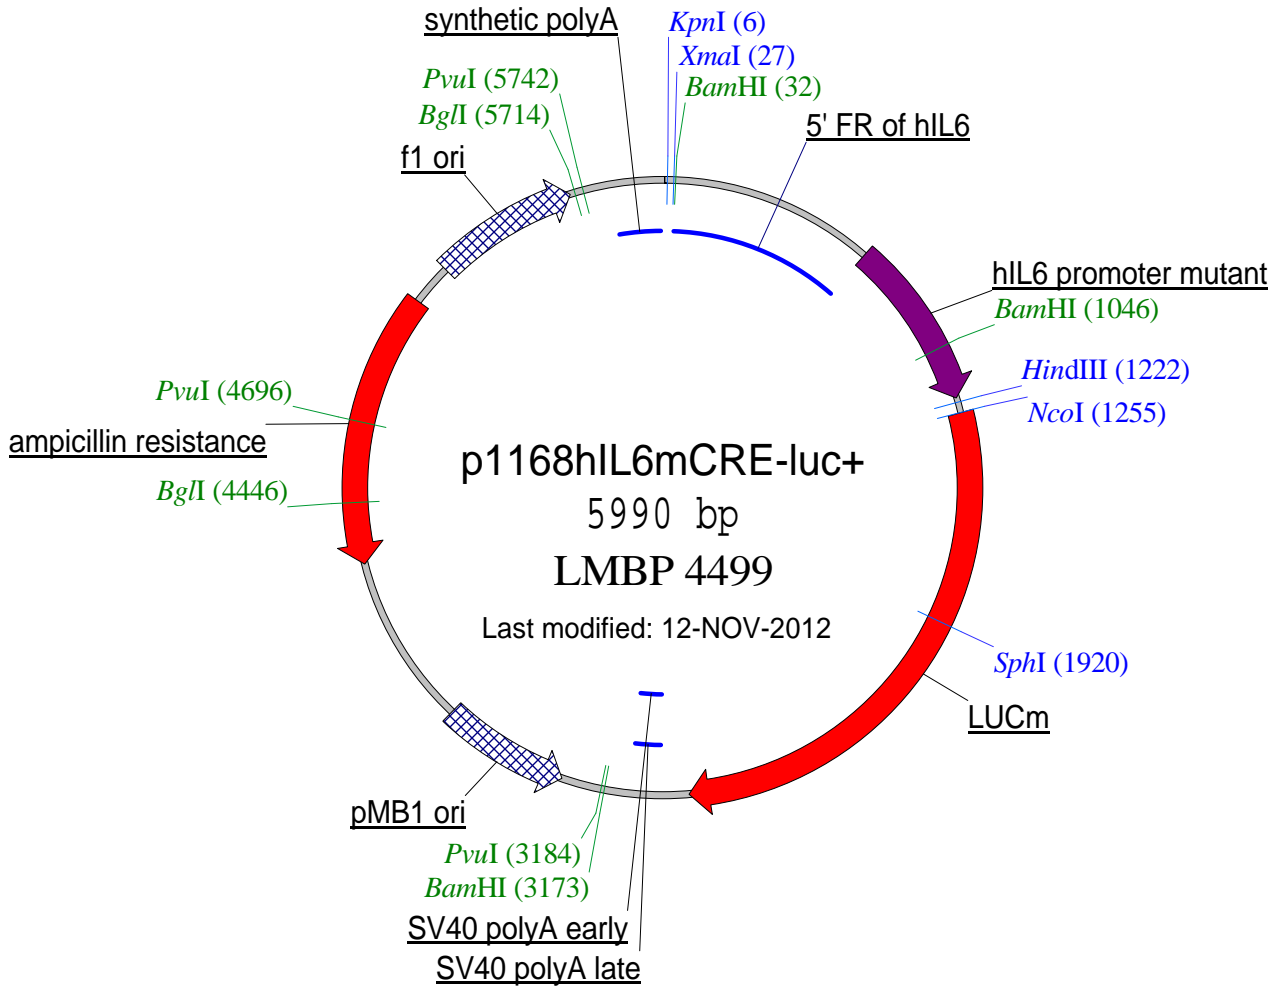 synthetic polyA
KpnI (6)
XmaI (27)
BamHI (32)
PvuI (5742)
BglI (5714)
5' FR of hIL6
f1 ori
hIL6 promoter mutant
BamHI (1046)
HindIII (1222)
NcoI (1255)
PvuI (4696)
ampicillin resistance
BglI (4446)
p1168hIL6mCRE-luc+
5990 bp
LMBP 4499
Last modified: 12-NOV-2012
SphI (1920)
LUCm
pMB1 ori
PvuI (3184)
BamHI (3173)
SV40 polyA early
SV40 polyA late